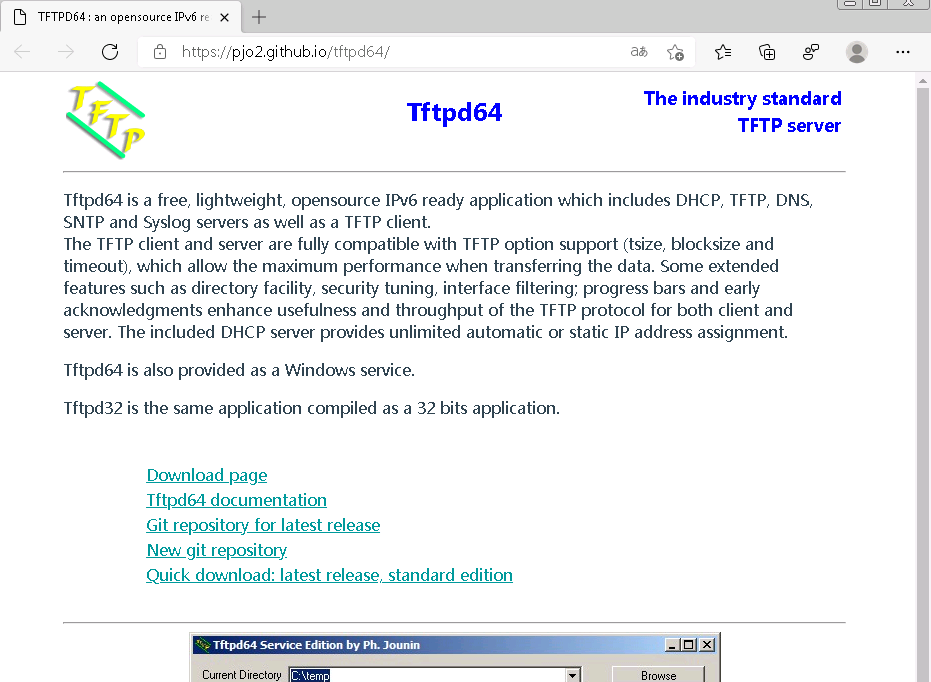 TFTPD64 : an opensource IPv6 re
https://pjo2.github.io/tftpd64/
aあ
TFTP
Tftpd64
The industry standard
TFTP server
Tftpd64 is a free, lightweight, opensource IPv6 ready application which includes DHCP, TFTP, DNS,
SNTP and Syslog servers as well as a TFTP client.
The TFTP client and server are fully compatible with TFTP option support (tsize, blocksize and
timeout), which allow the maximum performance when transferring the data. Some extended
features such as directory facility, security tuning, interface filtering; progress bars and early
acknowledgments enhance usefulness and throughput of the TFTP protocol for both client and
server. The included DHCP server provides unlimited automatic or static IP address assignment.
Tftpd64 is also provided as a Windows service.
Tftpd32 is the same application compiled as a 32 bits application.
Download page
Tftpd64 documentation
Git repository for latest release
New git repository
Quick download: latest release, standard edition
Tftpd64 Service Edition by Ph. Jounin
Current Directory C:\temp Browse